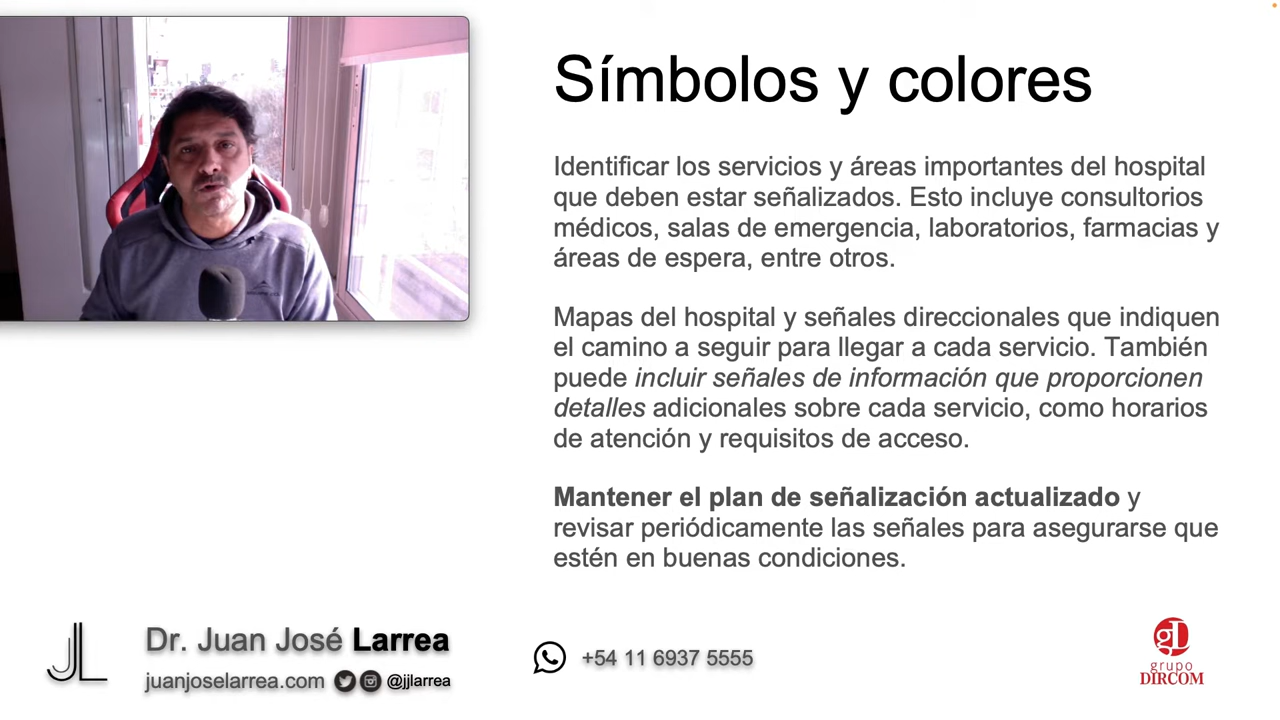 Símbolos y colores
Identificar los servicios y áreas importantes del hospital
que deben estar señalizados. Esto incluye consultorios
médicos, salas de emergencia, laboratorios, farmacias y
áreas de espera, entre otros.
Mapas del hospital y señales direccionales que indiquen
el camino a seguir para llegar a cada servicio. También
puede incluir señales de información que proporcionen
detalles adicionales sobre cada servicio, como horarios
de atención y requisitos de acceso.
Mantener el plan de señalización actualizado y
revisar periódicamente las señales para asegurarse que
estén en buenas condiciones.
JL
Dr. Juan José Larrea
juanjoselarrea.com @jjlarrea
+54 11 6937 5555
gD
grupo
DIRCOM